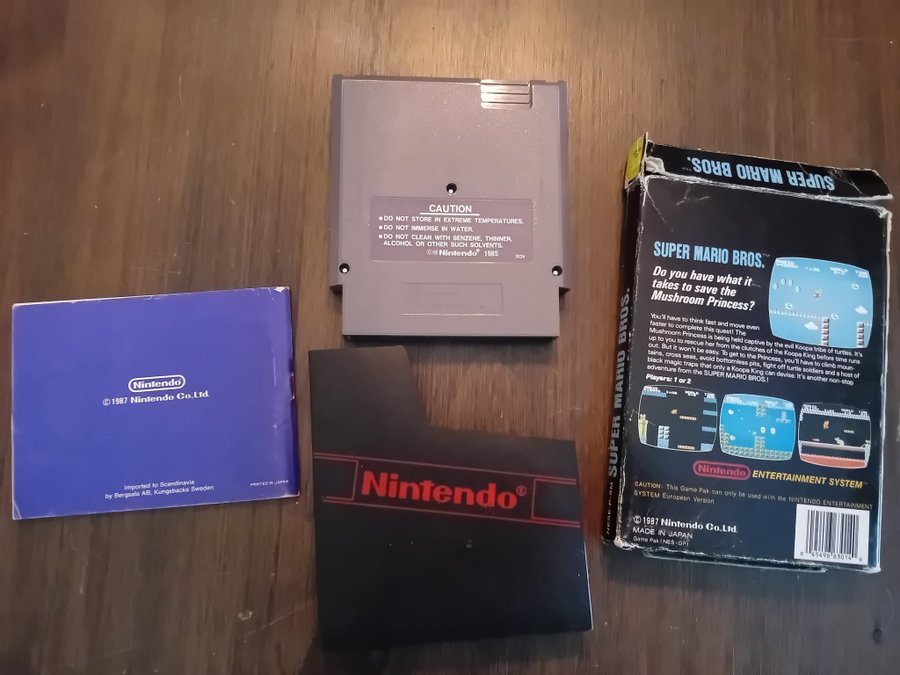 CAUTION
• DO NOT STORE IN EXTREME TEMPERATURES.
• DO NOT IMMERSE IN WATER.
• DO NOT CLEAN WITH BENZENE, THINNER,
ALCOHOL OR OTHER SUCH SOLVENTS.
Nintendo® 1985
Nintendo
© 1987 Nintendo Co.Ltd.
Imported to Scandinavia
by Bergsala AB, Kungsbacka Sweden
PRINTED IN JAPAN
Nintendo®
SUPER MARIO BROS.
SUPER MARIO BROS.
SUPER MARIO BROS.™
Do you have what it
takes to save the
Mushroom Princess?
You'll have to think fast and move even
faster to complete this quest! The
Mushroom Princess is being held captive by the evil Koopa tribe of turtles. It's
up to you to rescue her from the clutches of the Koopa King before time runs
out. But it won't be easy. To get to the Princess, you'll have to climb moun-
tains, cross seas, avoid bottomless pits, fight off turtle soldiers and a host of
black magic traps that only a Koopa King can devise. It's another non-stop
adventure from the SUPER MARIO BROS.!
Players: 1 or 2
Nintendo ENTERTAINMENT SYSTEM™
CAUTION: This Game Pak can only be used with the NINTENDO ENTERTAINMENT
SYSTEM European Version
© 1987 Nintendo Co.Ltd.
MADE IN JAPAN
Game Pak (NES-GP)
0 45496 63014